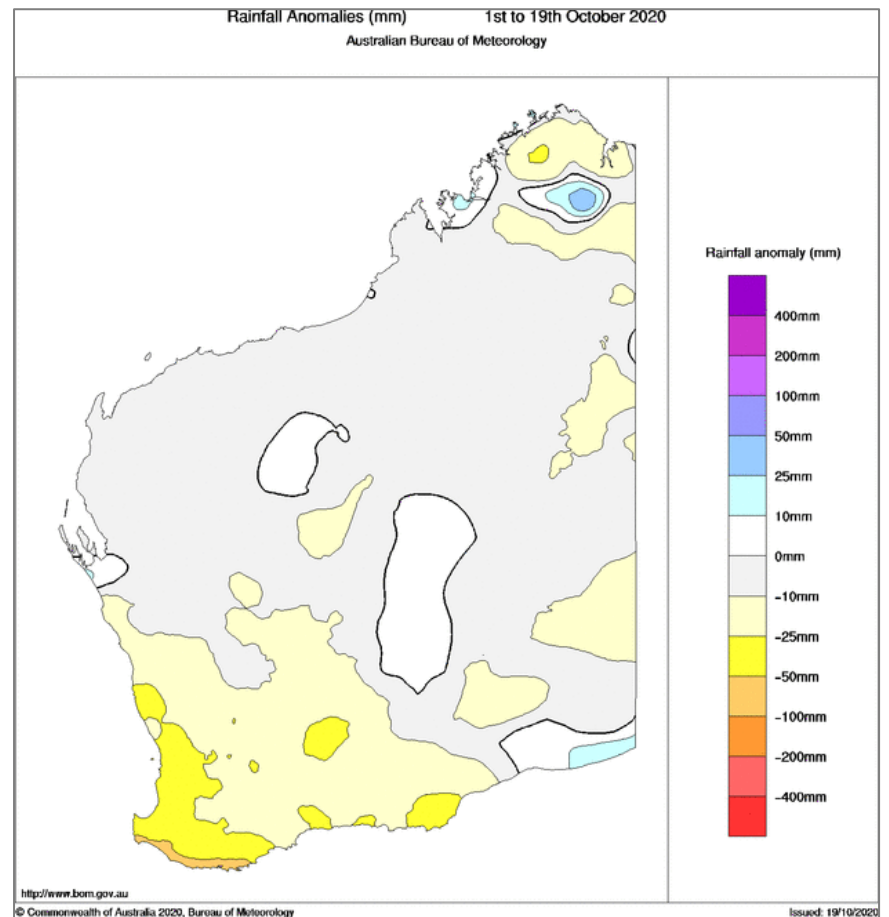 Rainfall Anomalies (mm) 1st to 19th October 2020
Australian Bureau of Meteorology
Rainfall anomaly (mm)
400mm
200mm
100mm
50mm
25mm
10mm
0mm
-10mm
-25mm
-50mm
-100mm
-200mm
-400mm
http://www.bom.gov.au
© Commonwealth of Australia 2020, Bureau of Meteorology Issued: 19/10/2020